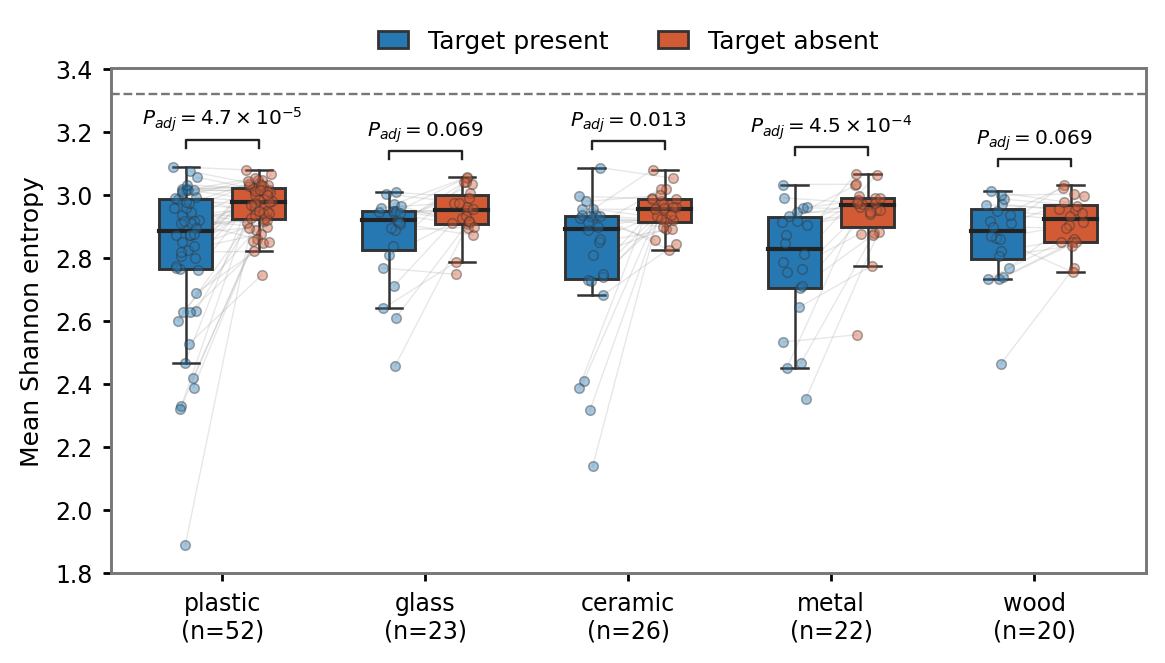 Target present Target absent
3.4
3.2
3.0
2.8
2.6
2.4
2.2
2.0
1.8
Mean Shannon entropy
P_adj = 4.7 × 10⁻⁵
P_adj = 0.069
P_adj = 0.013
P_adj = 4.5 × 10⁻⁴
P_adj = 0.069
plastic
(n=52)
glass
(n=23)
ceramic
(n=26)
metal
(n=22)
wood
(n=20)